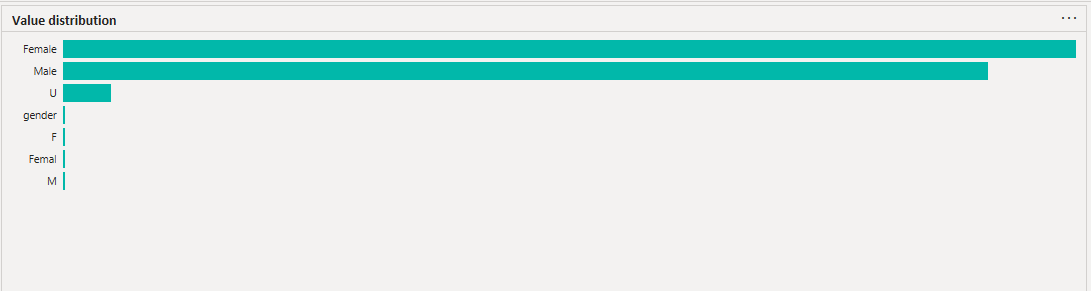 Value distribution
...
Female
Male
U
gender
F
Femal
M